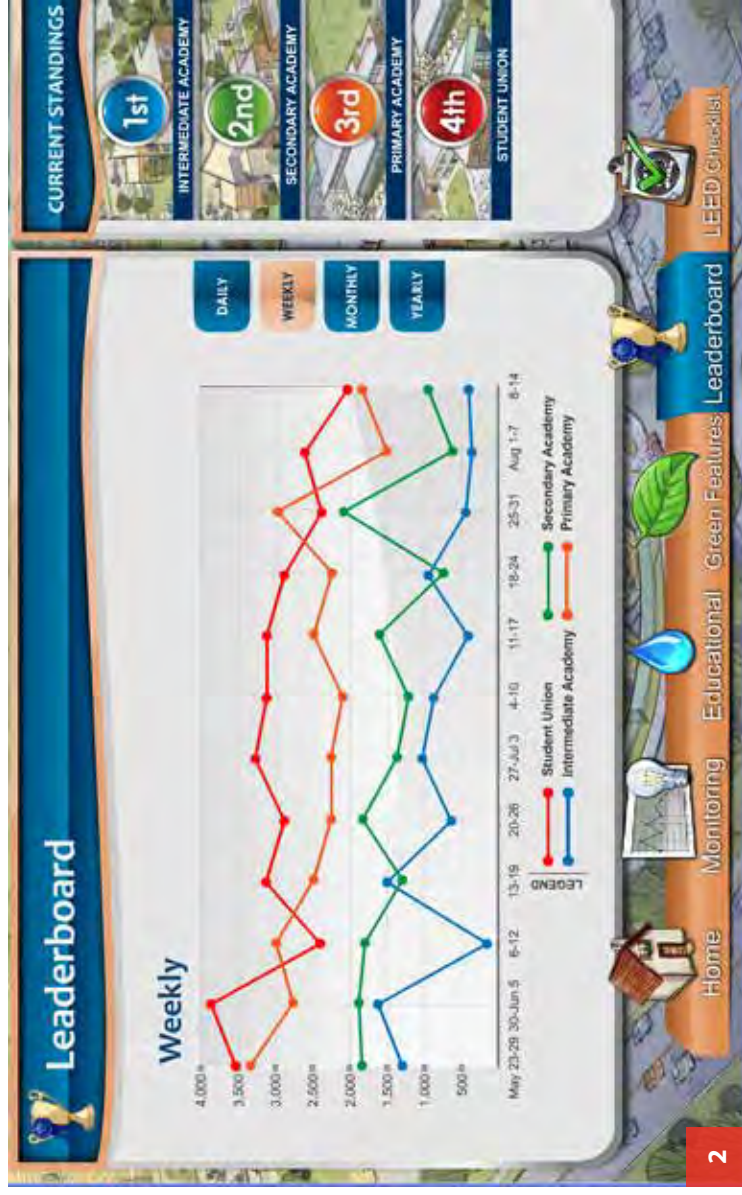 Leaderboard
Weekly
4,000
3,500
3,000
2,500
2,000
1,500
1,000
500
May 23-29 30-Jun 5 6-12 13-19 20-26 27-Jul 3 4-10 11-17 18-24 25-31 Aug 1-7 8-14
LEGEND
Student Union
Secondary Academy
Intermediate Academy
Primary Academy
DAILY
WEEKLY
MONTHLY
YEARLY
CURRENT STANDINGS
1st
INTERMEDIATE ACADEMY
2nd
SECONDARY ACADEMY
3rd
PRIMARY ACADEMY
4th
STUDENT UNION
Home Monitoring Educational Green Features Leaderboard LEED Checklist
2